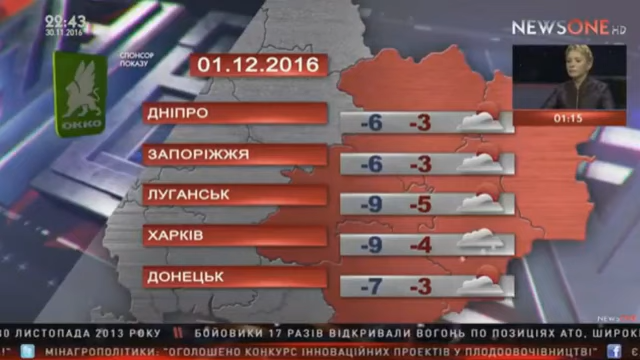 22:43
30.11.2016
NEWSONE HD
СПОНСОР
ПОКАЗУ
ОККО
01.12.2016
01:15
ДНІПРО -6 -3
ЗАПОРІЖЖЯ -6 -3
ЛУГАНСЬК -9 -5
ХАРКІВ -9 -4
ДОНЕЦЬК -7 -3
NEWSONE
30 ЛИСТОПАДА 2013 РОКУ // БОЙОВИКИ 17 РАЗІВ ВІДКРИВАЛИ ВОГОНЬ ПО ПОЗИЦІЯХ АТО, ШИРОК
!" МІНАГРОПОЛІТИКИ: "ОГОЛОШЕНО КОНКУРС ІННОВАЦІЙНИХ ПРОЕКТІВ У ПЛОДООВОЧІВНИЦТВІ!"